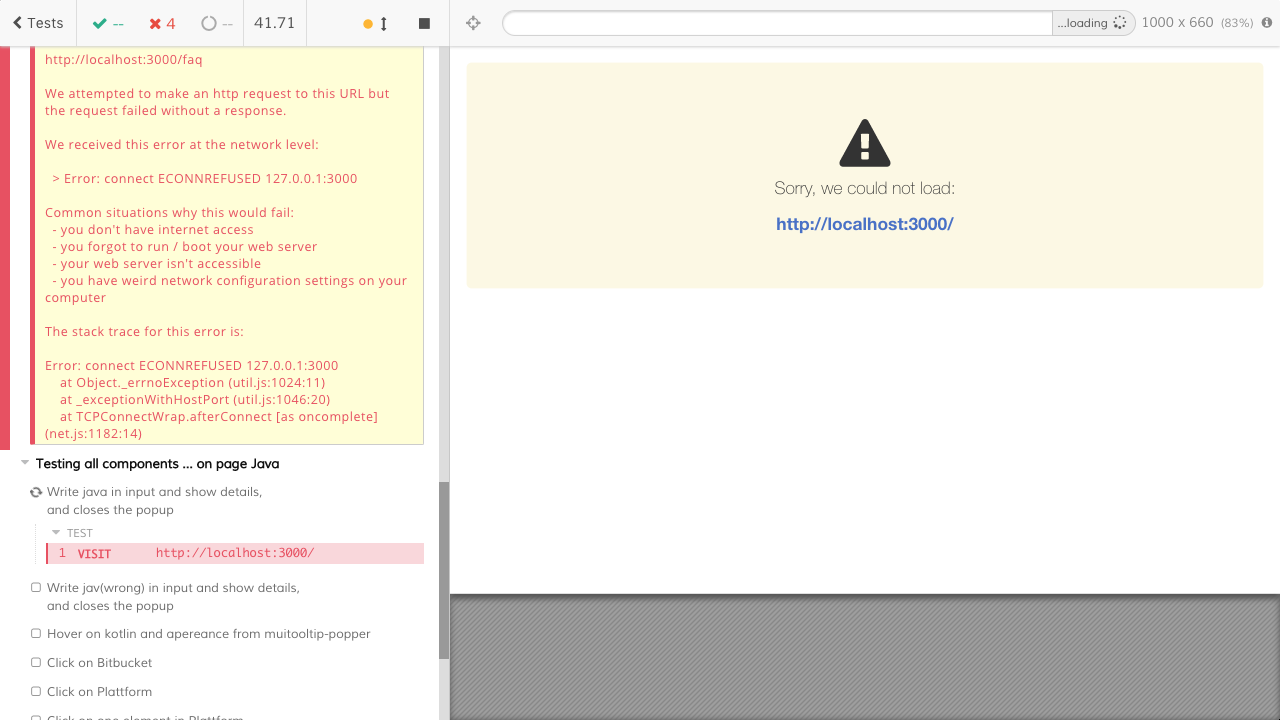 Tests
--
4
--
41.71
...loading
1000 x 660 (83%)
http://localhost:3000/faq
We attempted to make an http request to this URL but
the request failed without a response.
We received this error at the network level:
> Error: connect ECONNREFUSED 127.0.0.1:3000
Common situations why this would fail:
- you don't have internet access
- you forgot to run / boot your web server
- your web server isn't accessible
- you have weird network configuration settings on your
computer
The stack trace for this error is:
Error: connect ECONNREFUSED 127.0.0.1:3000
at Object._errnoException (util.js:1024:11)
at _exceptionWithHostPort (util.js:1046:20)
at TCPConnectWrap.afterConnect [as oncomplete]
(net.js:1182:14)
Testing all components ... on page Java
Write java in input and show details,
and closes the popup
TEST
1 VISIT http://localhost:3000/
Write jav(wrong) in input and show details,
and closes the popup
Hover on kotlin and apereance from muitooltip-popper
Click on Bitbucket
Click on Plattform
Click on one element in Plattform
Sorry, we could not load:
http://localhost:3000/